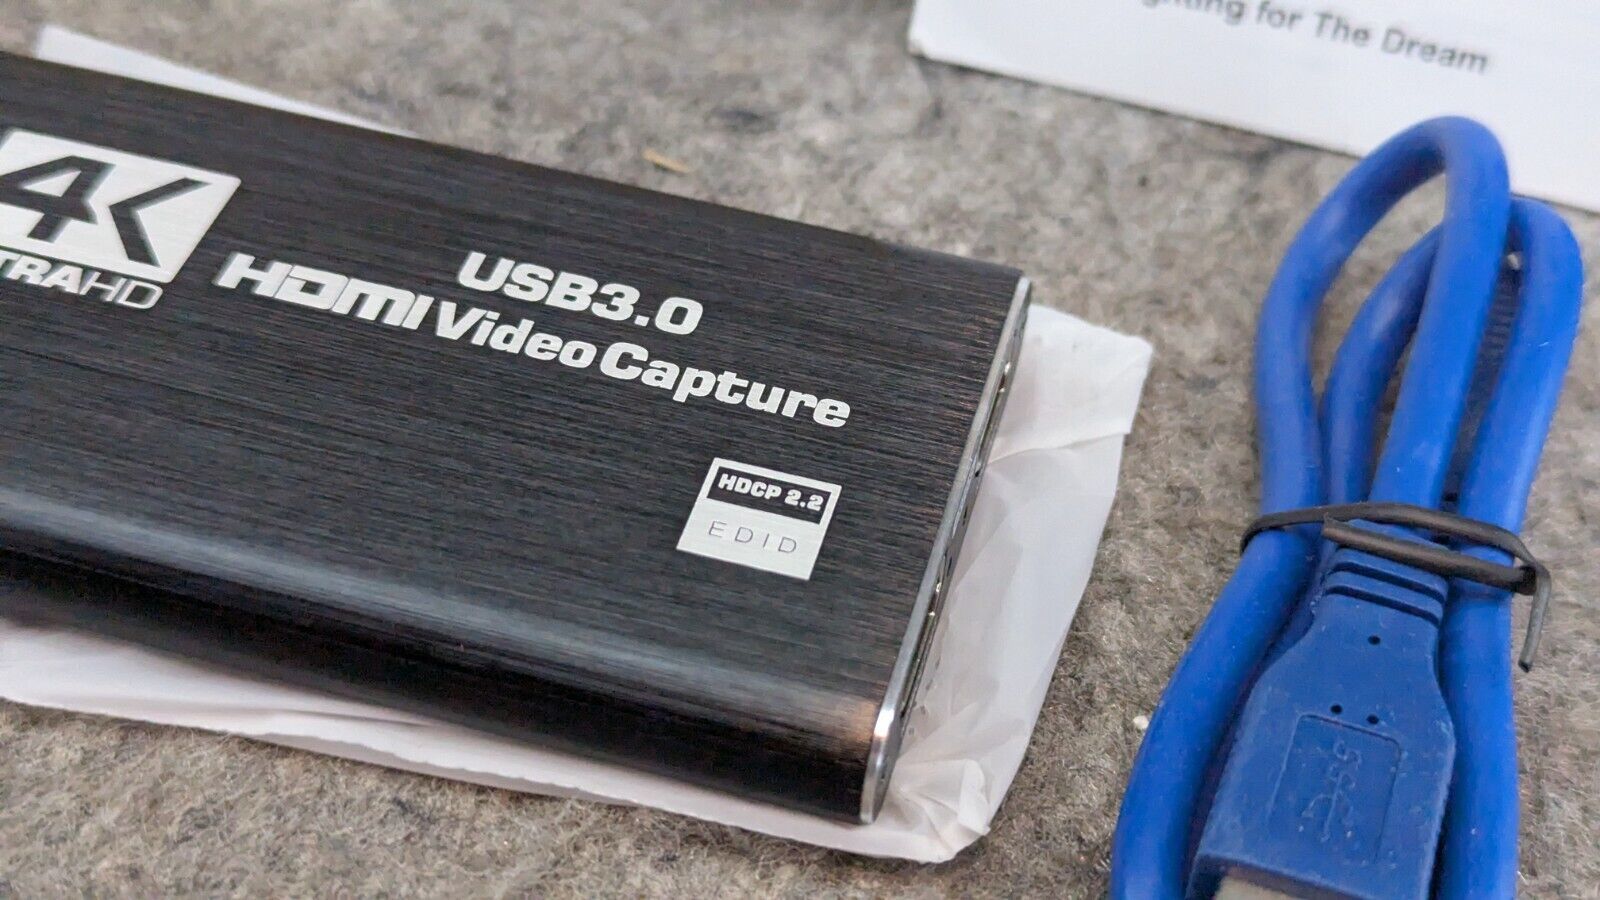 for The Dream
4K
TRAHD
USB3.0
HDMI Video Capture
HDCP 2.2
EDID